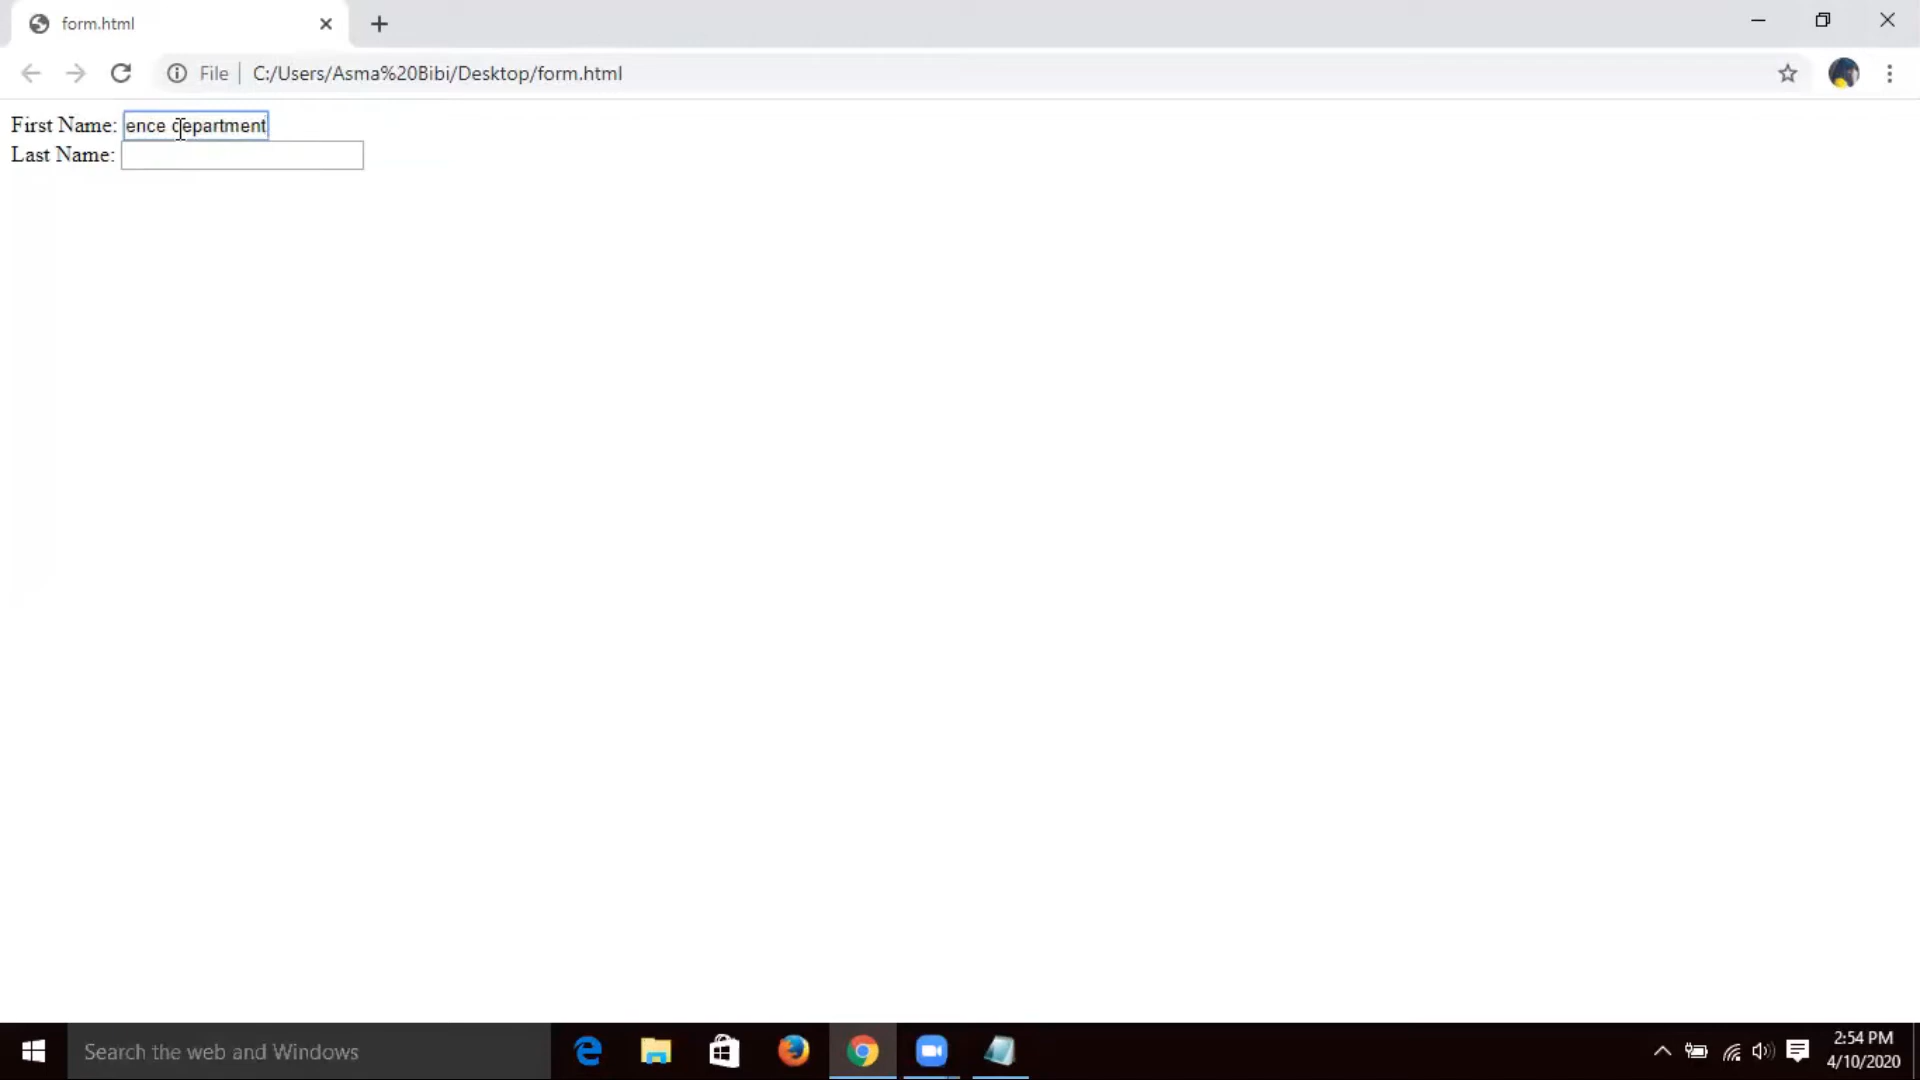 form.html
File
C:/Users/Asma%20Bibi/Desktop/form.html
First Name: ence department
Last Name:
Search the web and Windows
2:54 PM
4/10/2020